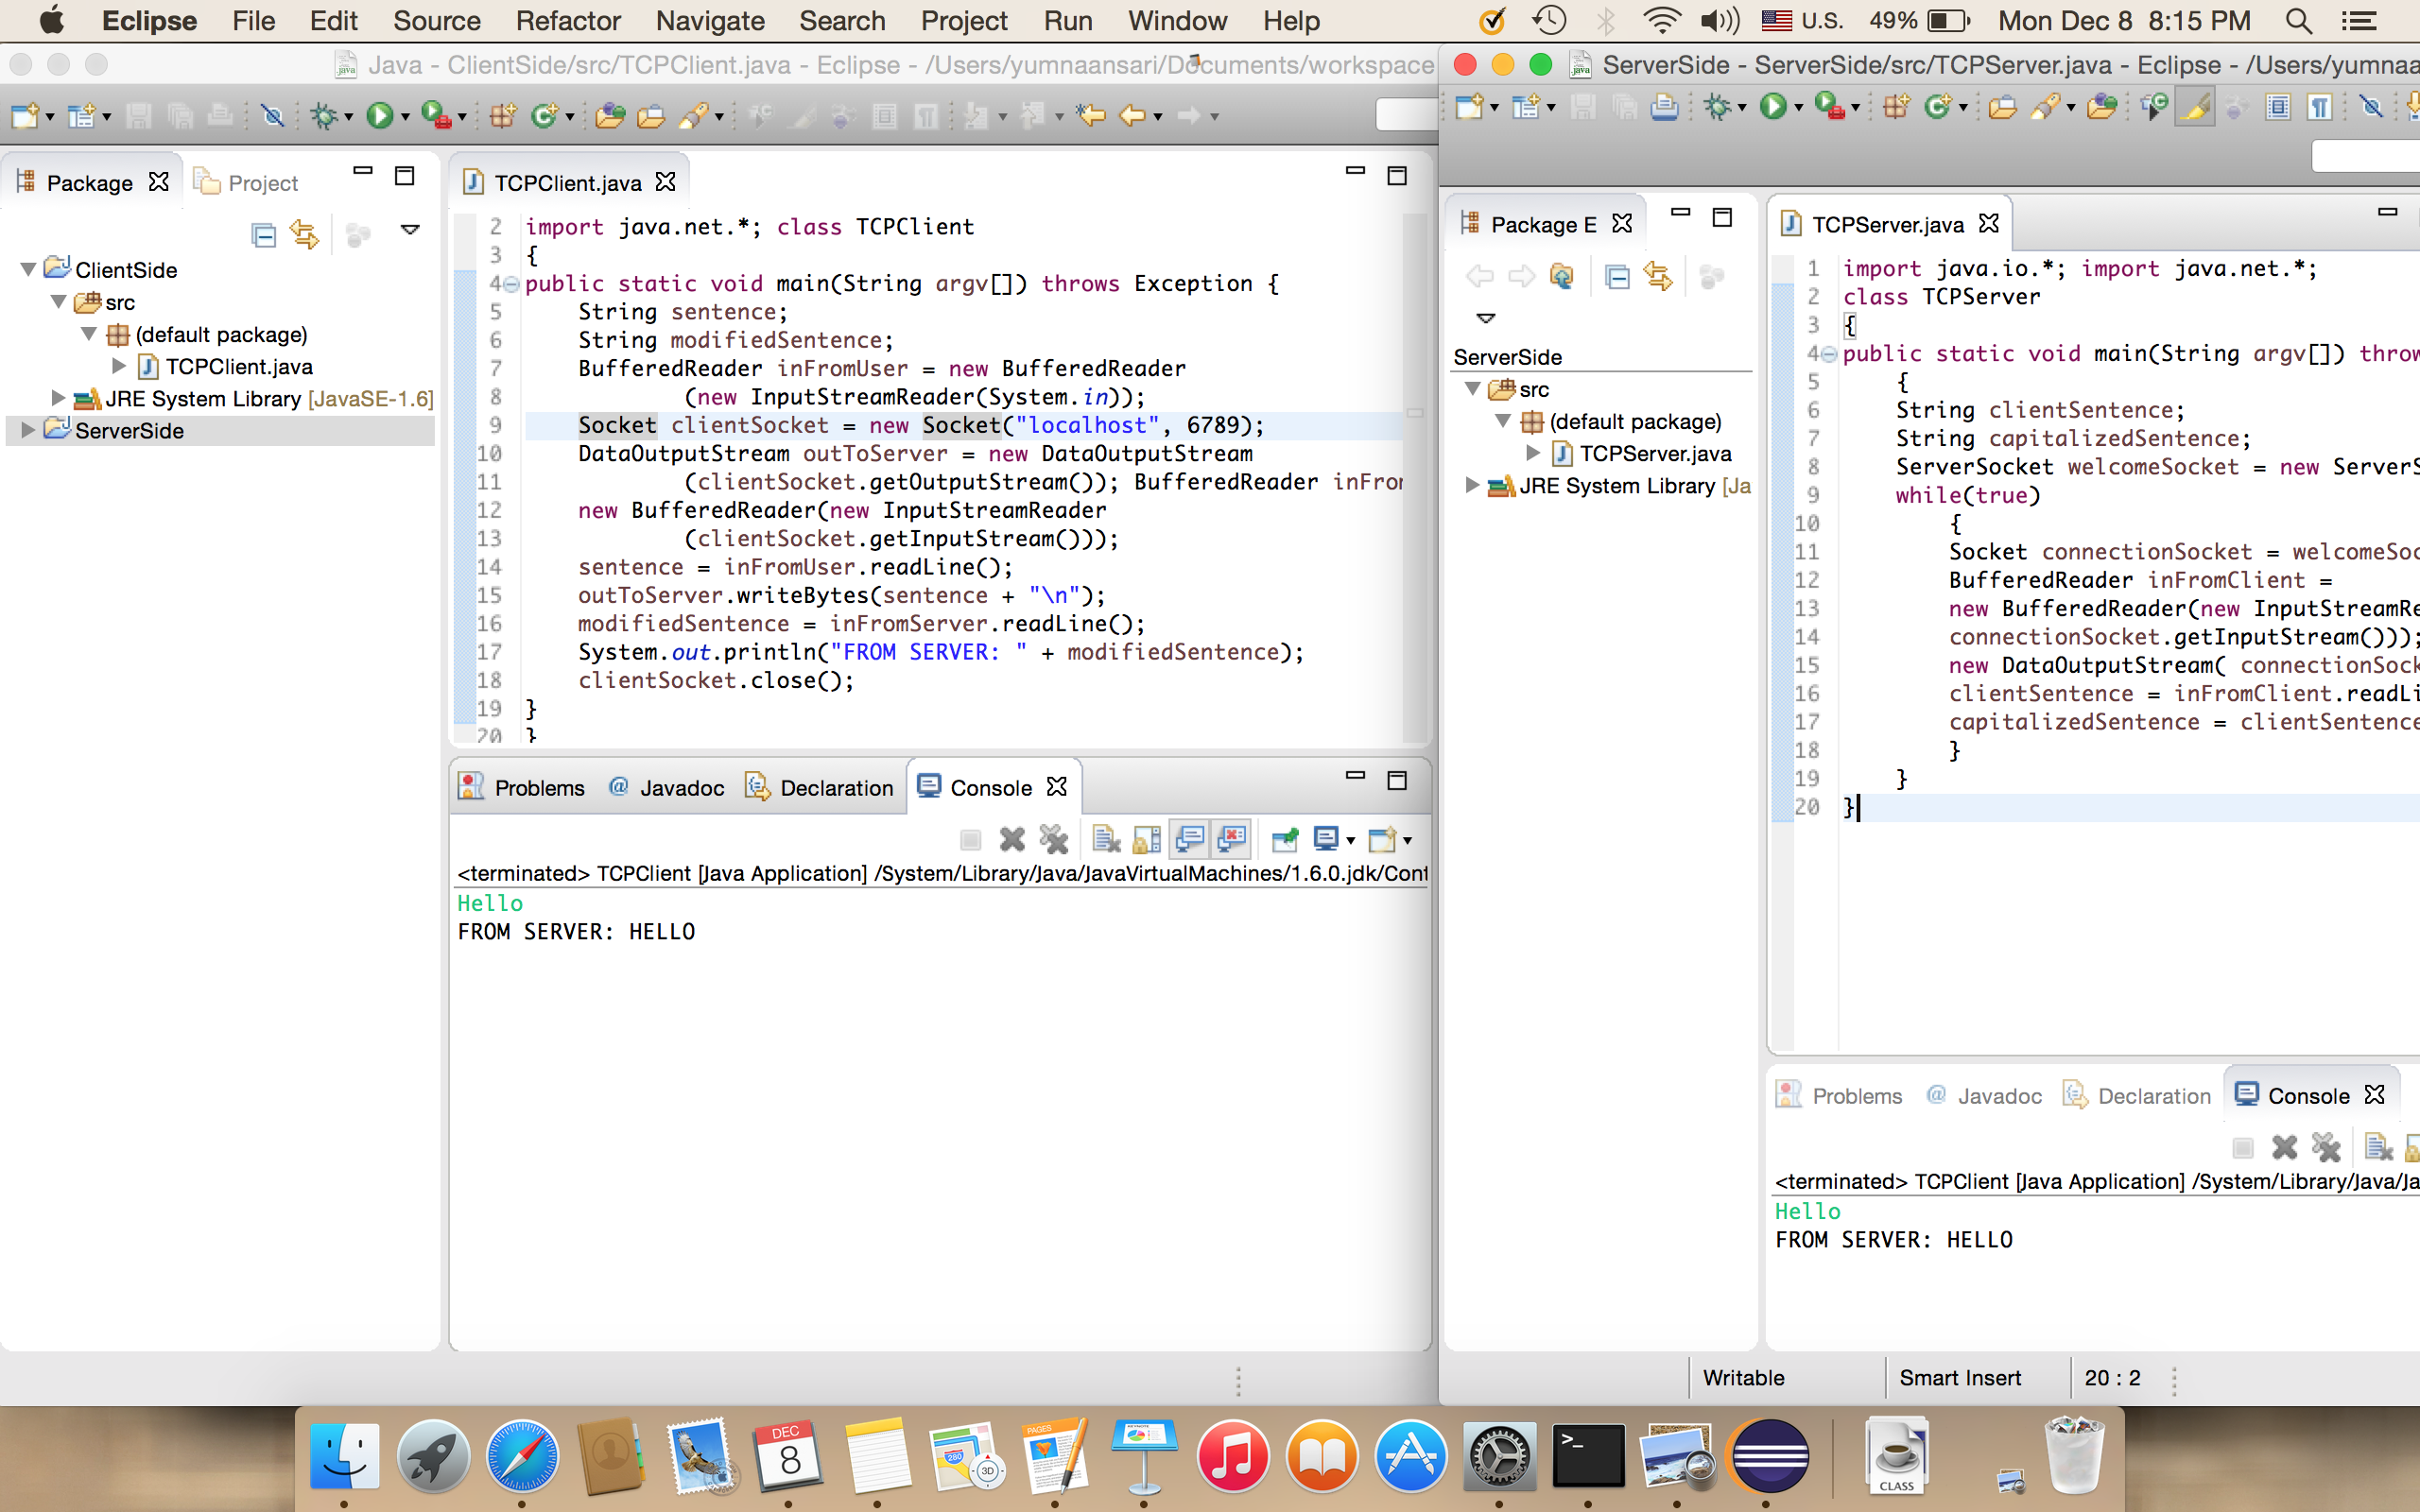 Eclipse File Edit Source Refactor Navigate Search Project Run Window Help U.S. 49% Mon Dec 8 8:15 PM
Java - ClientSide/src/TCPClient.java - Eclipse - /Users/yumnaansari/Documents/workspace
Package Project
ClientSide
src
(default package)
TCPClient.java
JRE System Library [JavaSE-1.6]
ServerSide
TCPClient.java
2 import java.net.*; class TCPClient
3 {
4 public static void main(String argv[]) throws Exception {
5 String sentence;
6 String modifiedSentence;
7 BufferedReader inFromUser = new BufferedReader
8 (new InputStreamReader(System.in));
9 Socket clientSocket = new Socket("localhost", 6789);
10 DataOutputStream outToServer = new DataOutputStream
11 (clientSocket.getOutputStream()); BufferedReader inFro
12 new BufferedReader(new InputStreamReader
13 (clientSocket.getInputStream()));
14 sentence = inFromUser.readLine();
15 outToServer.writeBytes(sentence + "\n");
16 modifiedSentence = inFromServer.readLine();
17 System.out.println("FROM SERVER: " + modifiedSentence);
18 clientSocket.close();
19 }
20 }
Problems @ Javadoc Declaration Console
<terminated> TCPClient [Java Application] /System/Library/Java/JavaVirtualMachines/1.6.0.jdk/Cont
Hello
FROM SERVER: HELLO
ServerSide - ServerSide/src/TCPServer.java - Eclipse - /Users/yumnaa
Package E
ServerSide
src
(default package)
TCPServer.java
JRE System Library [Ja
TCPServer.java
1 import java.io.*; import java.net.*;
2 class TCPServer
3 {
4 public static void main(String argv[]) throw
5 {
6 String clientSentence;
7 String capitalizedSentence;
8 ServerSocket welcomeSocket = new ServerS
9 while(true)
10 {
11 Socket connectionSocket = welcomeSoc
12 BufferedReader inFromClient =
13 new BufferedReader(new InputStreamRe
14 connectionSocket.getInputStream()));
15 new DataOutputStream( connectionSock
16 clientSentence = inFromClient.readLi
17 capitalizedSentence = clientSentence
18 }
19 }
20 }
Problems @ Javadoc Declaration Console
<terminated> TCPClient [Java Application] /System/Library/Java/Ja
Hello
FROM SERVER: HELLO
Writable Smart Insert 20 : 2
DEC
8
280
3D
PAGES
>_
CLASS